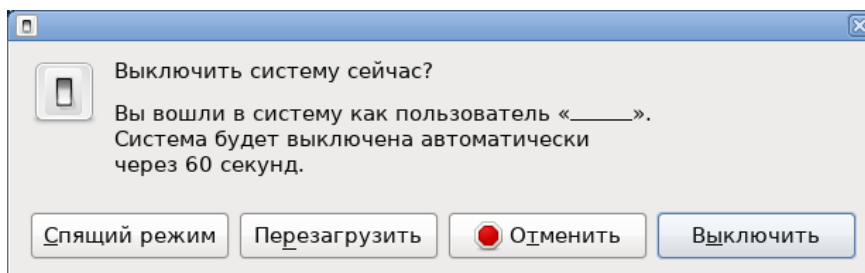 Выключить систему сейчас?
Вы вошли в систему как пользователь «_____».
Система будет выключена автоматически
через 60 секунд.
Спящий режим Перезагрузить Отменить Выключить